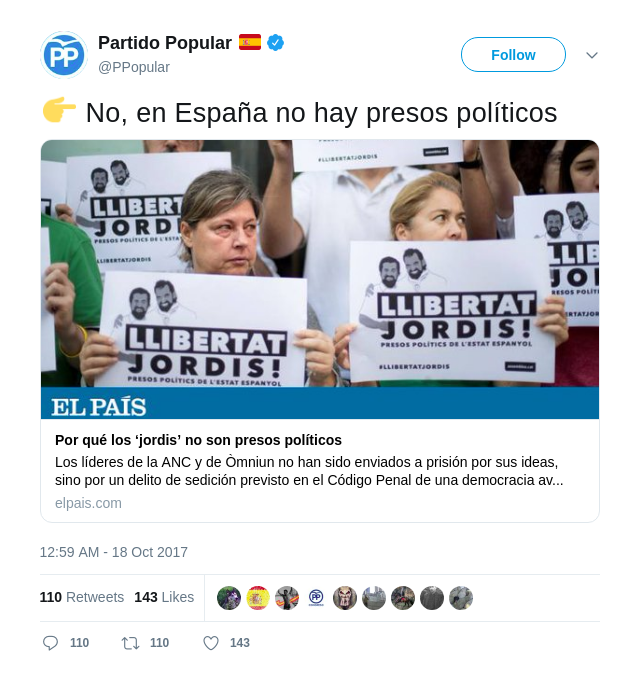 Partido Popular
@PPopular
Follow
No, en España no hay presos políticos
LLIBERTAT
JORDI
PRESOS POLÍTICS DE L'ESTAT
#LLIBERTATJORDIS
#LLIBERTATJORDIS
LLIBERTAT
JORDIS!
PRESOS POLÍTICS DE L'ESTAT ESPANYOL
LLIBERTAT
JORDIS!
PRESOS POLÍTICS DE L'ESTAT ESPANYOL
#LLIBERTATJORDIS
EL PAÍS
Por qué los ‘jordis’ no son presos políticos
Los líderes de la ANC y de Òmniun no han sido enviados a prisión por sus ideas,
sino por un delito de sedición previsto en el Código Penal de una democracia av...
elpais.com
12:59 AM - 18 Oct 2017
110 Retweets 143 Likes
110 110 143